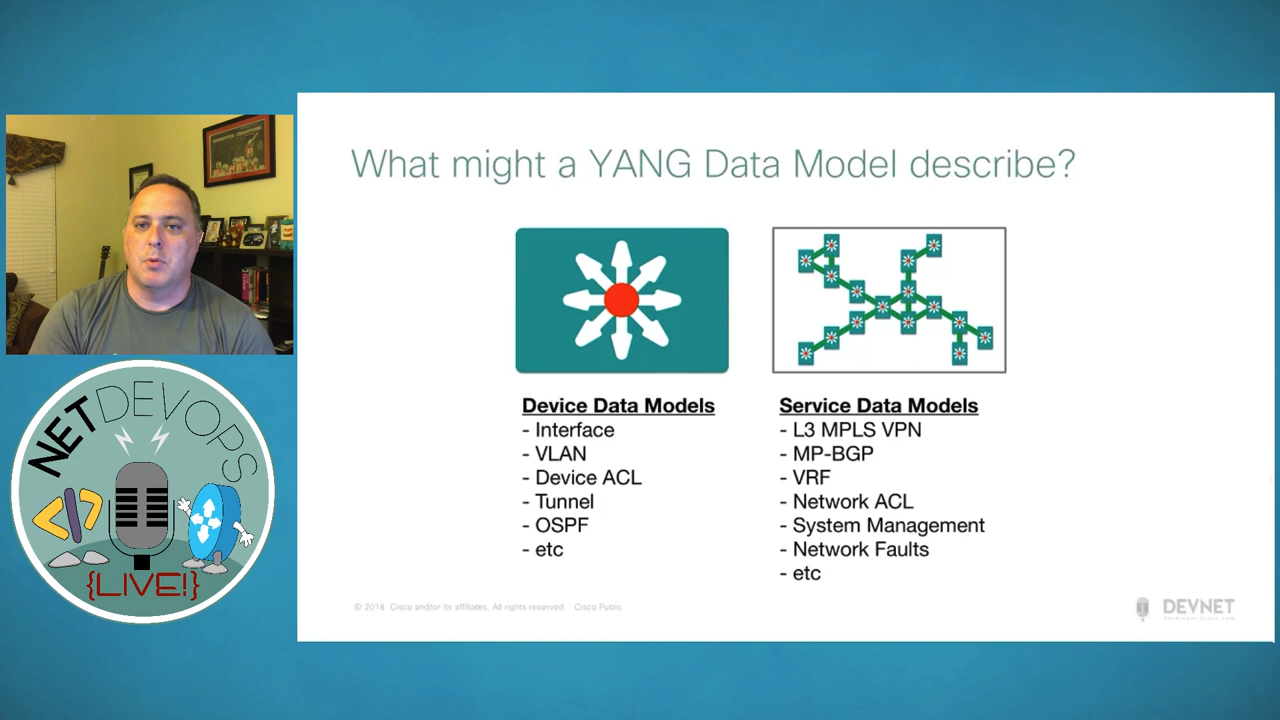 What might a YANG Data Model describe?
Device Data Models
- Interface
- VLAN
- Device ACL
- Tunnel
- OSPF
- etc
Service Data Models
- L3 MPLS VPN
- MP-BGP
- VRF
- Network ACL
- System Management
- Network Faults
- etc
© 2018 Cisco and/or its affiliates. All rights reserved. Cisco Public
DEVNET
NETDEVOPS
</>
{LIVE!}